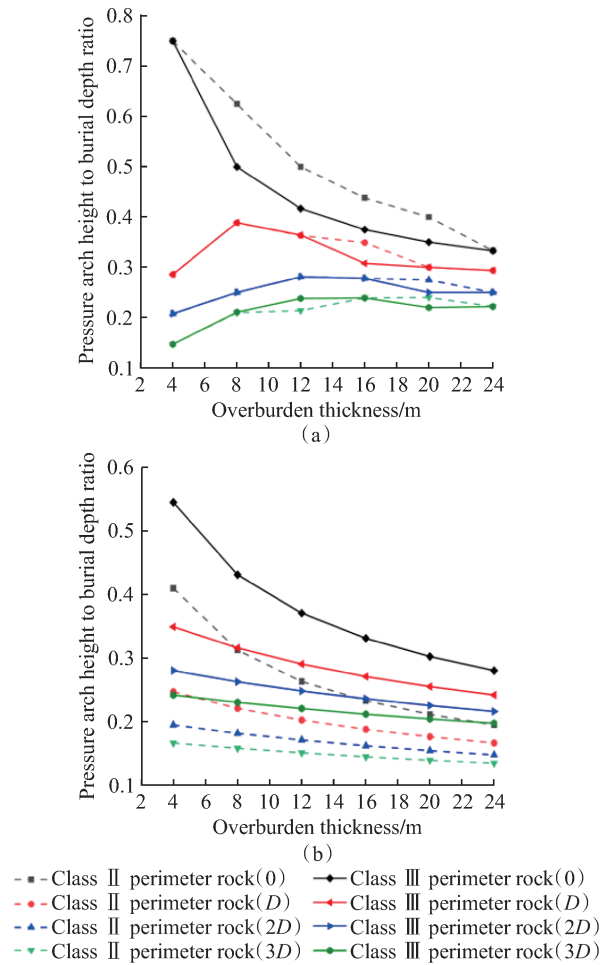 0.8
0.7
0.6
0.5
0.4
0.3
0.2
0.1
Pressure arch height to burial depth ratio
2 4 6 8 10 12 14 16 18 20 22 24
Overburden thickness/m
(a)
0.6
0.5
0.4
0.3
0.2
0.1
Pressure arch height to burial depth ratio
2 4 6 8 10 12 14 16 18 20 22 24
Overburden thickness/m
(b)
Class Ⅱ perimeter rock(0) Class Ⅲ perimeter rock(0)
Class Ⅱ perimeter rock(D) Class Ⅲ perimeter rock(D)
Class Ⅱ perimeter rock(2D) Class Ⅲ perimeter rock(2D)
Class Ⅱ perimeter rock(3D) Class Ⅲ perimeter rock(3D)